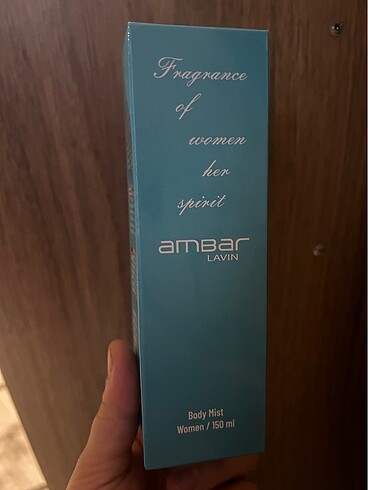 Fragrance
of
women
her
spirit
amBar
LAVIN
Body Mist
Women / 150 ml